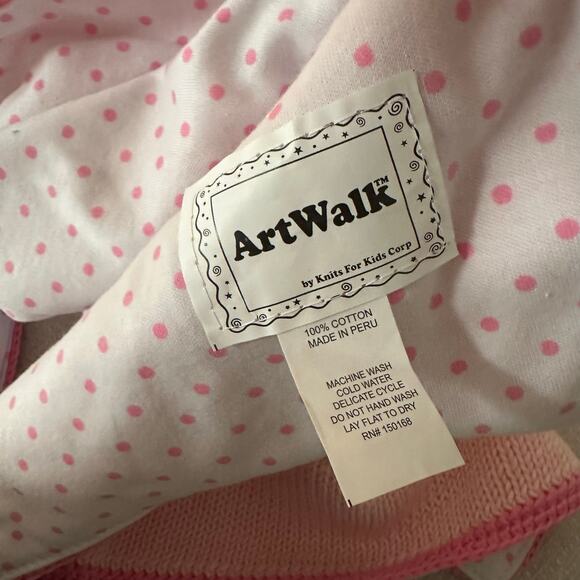 ArtWalk™
by Knits For Kids Corp
100% COTTON
MADE IN PERU
MACHINE WASH
COLD WATER
DELICATE CYCLE
DO NOT HAND WASH
LAY FLAT TO DRY
RN# 150168